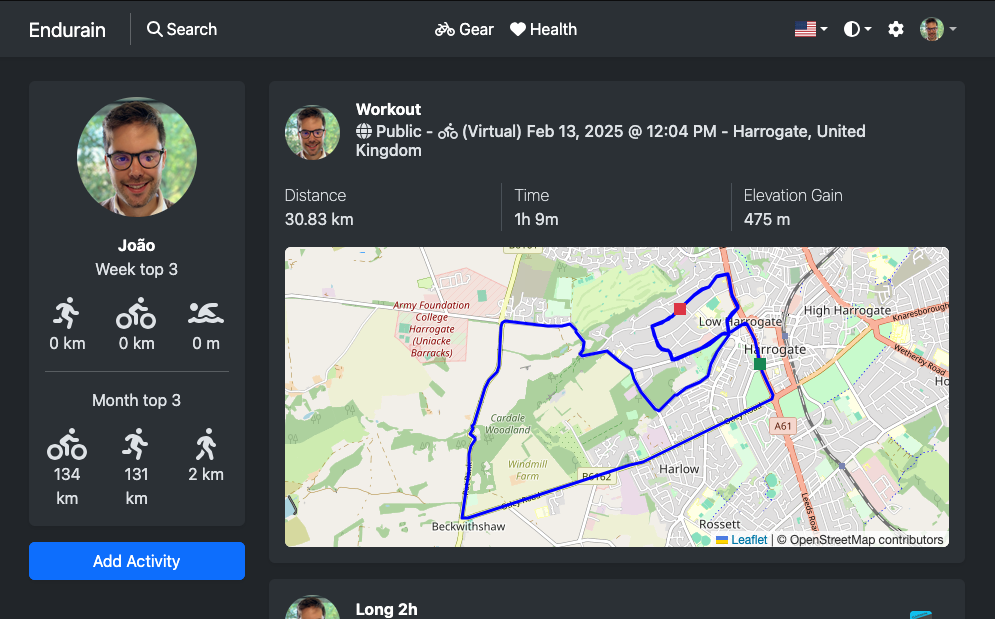 Endurain
Search
Gear
Health
João
Week top 3
0 km
0 km
0 m
Month top 3
134 km
131 km
2 km
Add Activity
Workout
Public - (Virtual) Feb 13, 2025 @ 12:04 PM - Harrogate, United
Kingdom
Distance
30.83 km
Time
1h 9m
Elevation Gain
475 m
Army Foundation
College
Harrogate
(Uniacke
Barracks)
Low Harrogate
High Harrogate
Knaresborough
Wetherby Road
Harrogate
Ho
Cardale
Woodland
A61
Windmill
Farm
B6162
Harlow
Otley Road
Beckwithshaw
Rossett
Leeds Roa
Leaflet | © OpenStreetMap contributors
Long 2h